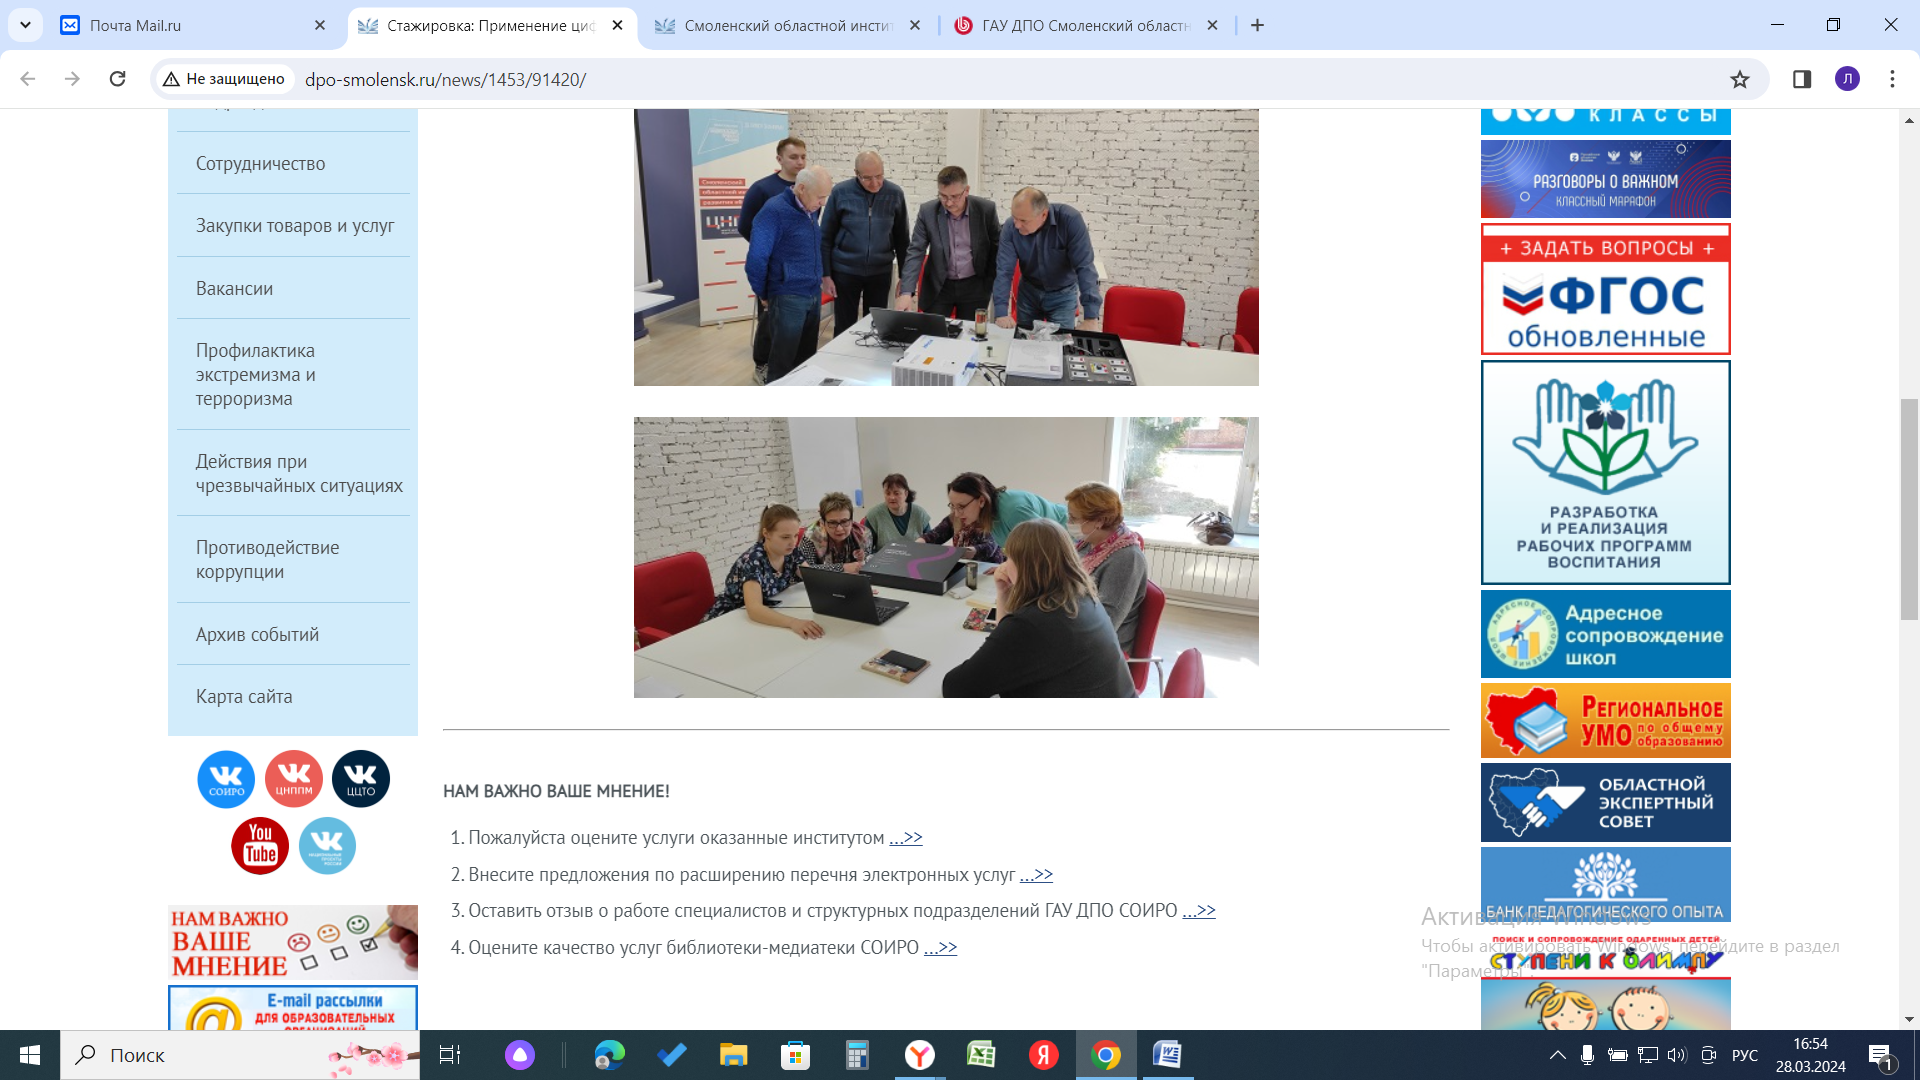 Почта Mail.ru
Стажировка: Применение циф
Смоленский областной инстит
ГАУ ДПО Смоленский областн
Не защищено
dpo-smolensk.ru/news/1453/91420/
Л
Сотрудничество
Закупки товаров и услуг
Вакансии
Профилактика
экстремизма и
терроризма
Действия при
чрезвычайных ситуациях
Противодействие
коррупции
Архив событий
Карта сайта
СОИРО
ЦНППМ
ЦЦТО
You
Tube
НАМ ВАЖНО
ВАШЕ
МНЕНИЕ
E-mail рассылки
ДЛЯ ОБРАЗОВАТЕЛЬНЫХ
НАМ ВАЖНО ВАШЕ МНЕНИЕ!
1. Пожалуйста оцените услуги оказанные институтом ...>>
2. Внесите предложения по расширению перечня электронных услуг ...>>
3. Оставить отзыв о работе специалистов и структурных подразделений ГАУ ДПО СОИРО ...>>
4. Оцените качество услуг библиотеки-медиатеки СОИРО ...>>
КЛАССЫ
РАЗГОВОРЫ О ВАЖНОМ
КЛАССНЫЙ МАРАФОН
+ ЗАДАТЬ ВОПРОСЫ +
ФГОС
обновленные
РАЗРАБОТКА
И РЕАЛИЗАЦИЯ
РАБОЧИХ ПРОГРАММ
ВОСПИТАНИЯ
Адресное
сопровождение
школ
Региональное
УМО по общему
образованию
ОБЛАСТНОЙ
ЭКСПЕРТНЫЙ
СОВЕТ
БАНК ПЕДАГОГИЧЕСКОГО ОПЫТА
ПОИСК И СОПРОВОЖДЕНИЕ ОДАРЕННЫХ ДЕТЕЙ
СТУПЕНИ К ОЛИМПУ
Активация Windows
Чтобы активировать Windows, перейдите в раздел
"Параметры".
Поиск
РУС
16:54
28.03.2024
1